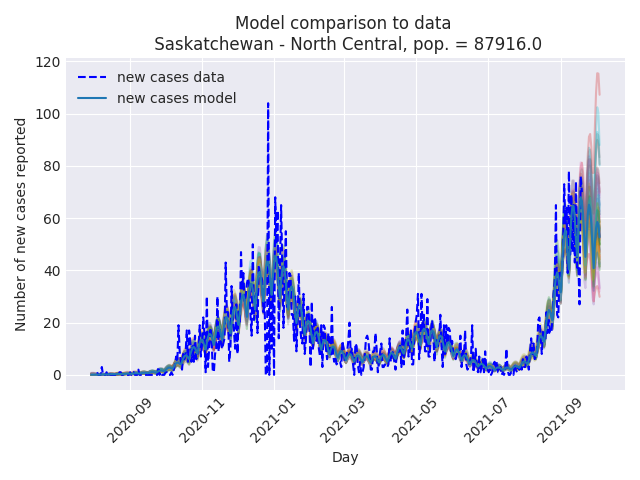 Model comparison to data
Saskatchewan - North Central, pop. = 87916.0
120
100
80
60
40
20
0
Number of new cases reported
new cases data
new cases model
2020-09
2020-11
2021-01
2021-03
2021-05
2021-07
2021-09
Day